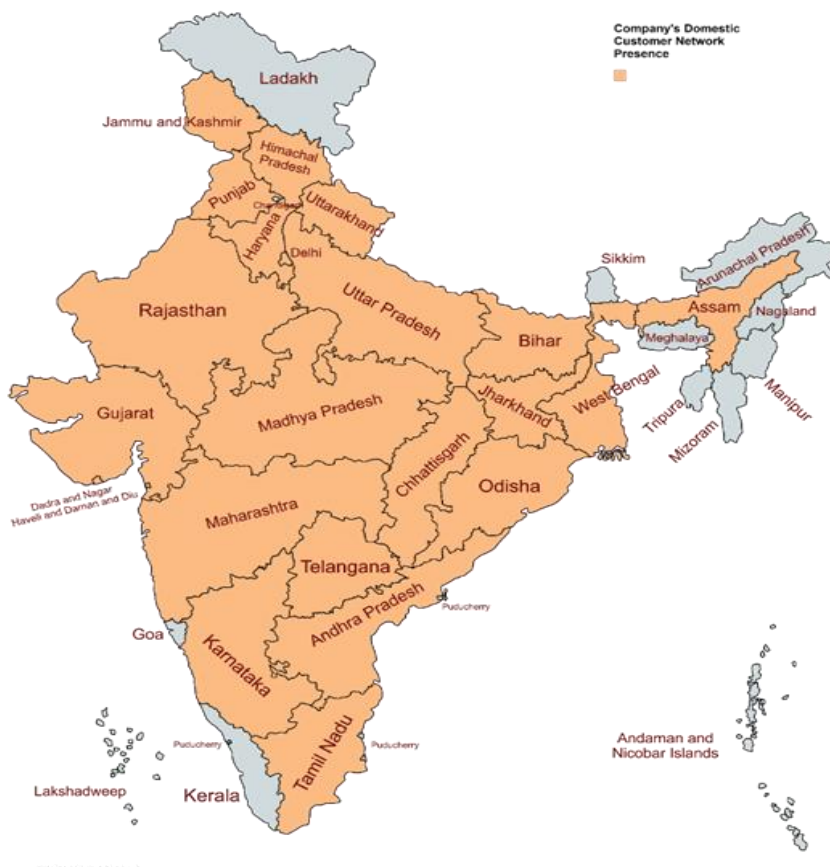 Company's Domestic
Customer Network
Presence
Ladakh
Jammu and Kashmir
Himachal
Pradesh
Punjab
Uttarakhand
Haryana
Delhi
Sikkim
Arunachal Pradesh
Rajasthan
Uttar Pradesh
Assam
Nagaland
Bihar
Meghalaya
Gujarat
Madhya Pradesh
Jharkhand
West Bengal
Tripura
Manipur
Mizoram
Chhattisgarh
Odisha
Dadra and Nagar
Haveli and Daman and Diu
Maharashtra
Telangana
Andhra Pradesh
Puducherry
Goa
Karnataka
Puducherry
Tamil Nadu
Puducherry
Andaman and
Nicobar Islands
Lakshadweep
Kerala